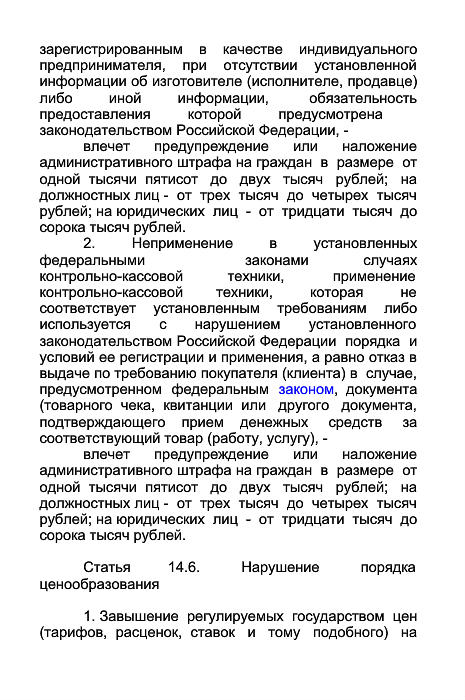 зарегистрированным в качестве индивидуального
предпринимателя, при отсутствии установленной
информации об изготовителе (исполнителе, продавце)
либо иной информации, обязательность
предоставления которой предусмотрена
законодательством Российской Федерации, -
влечет предупреждение или наложение
административного штрафа на граждан в размере от
одной тысячи пятисот до двух тысяч рублей; на
должностных лиц - от трех тысяч до четырех тысяч
рублей; на юридических лиц - от тридцати тысяч до
сорока тысяч рублей.
2. Неприменение в установленных
федеральными законами случаях
контрольно-кассовой техники, применение
контрольно-кассовой техники, которая не
соответствует установленным требованиям либо
используется с нарушением установленного
законодательством Российской Федерации порядка и
условий ее регистрации и применения, а равно отказ в
выдаче по требованию покупателя (клиента) в случае,
предусмотренном федеральным законом, документа
(товарного чека, квитанции или другого документа,
подтверждающего прием денежных средств за
соответствующий товар (работу, услугу), -
влечет предупреждение или наложение
административного штрафа на граждан в размере от
одной тысячи пятисот до двух тысяч рублей; на
должностных лиц - от трех тысяч до четырех тысяч
рублей; на юридических лиц - от тридцати тысяч до
сорока тысяч рублей.
Статья 14.6. Нарушение порядка
ценообразования
1. Завышение регулируемых государством цен
(тарифов, расценок, ставок и тому подобного) на